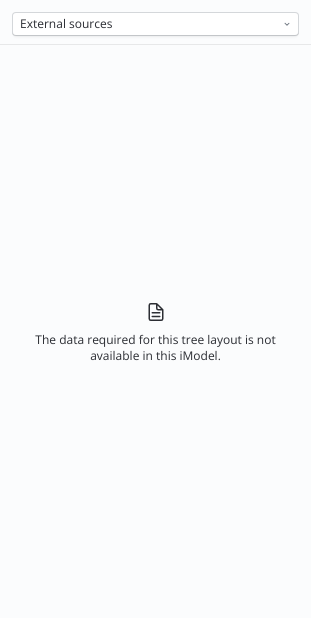 External sources
The data required for this tree layout is not
available in this iModel.